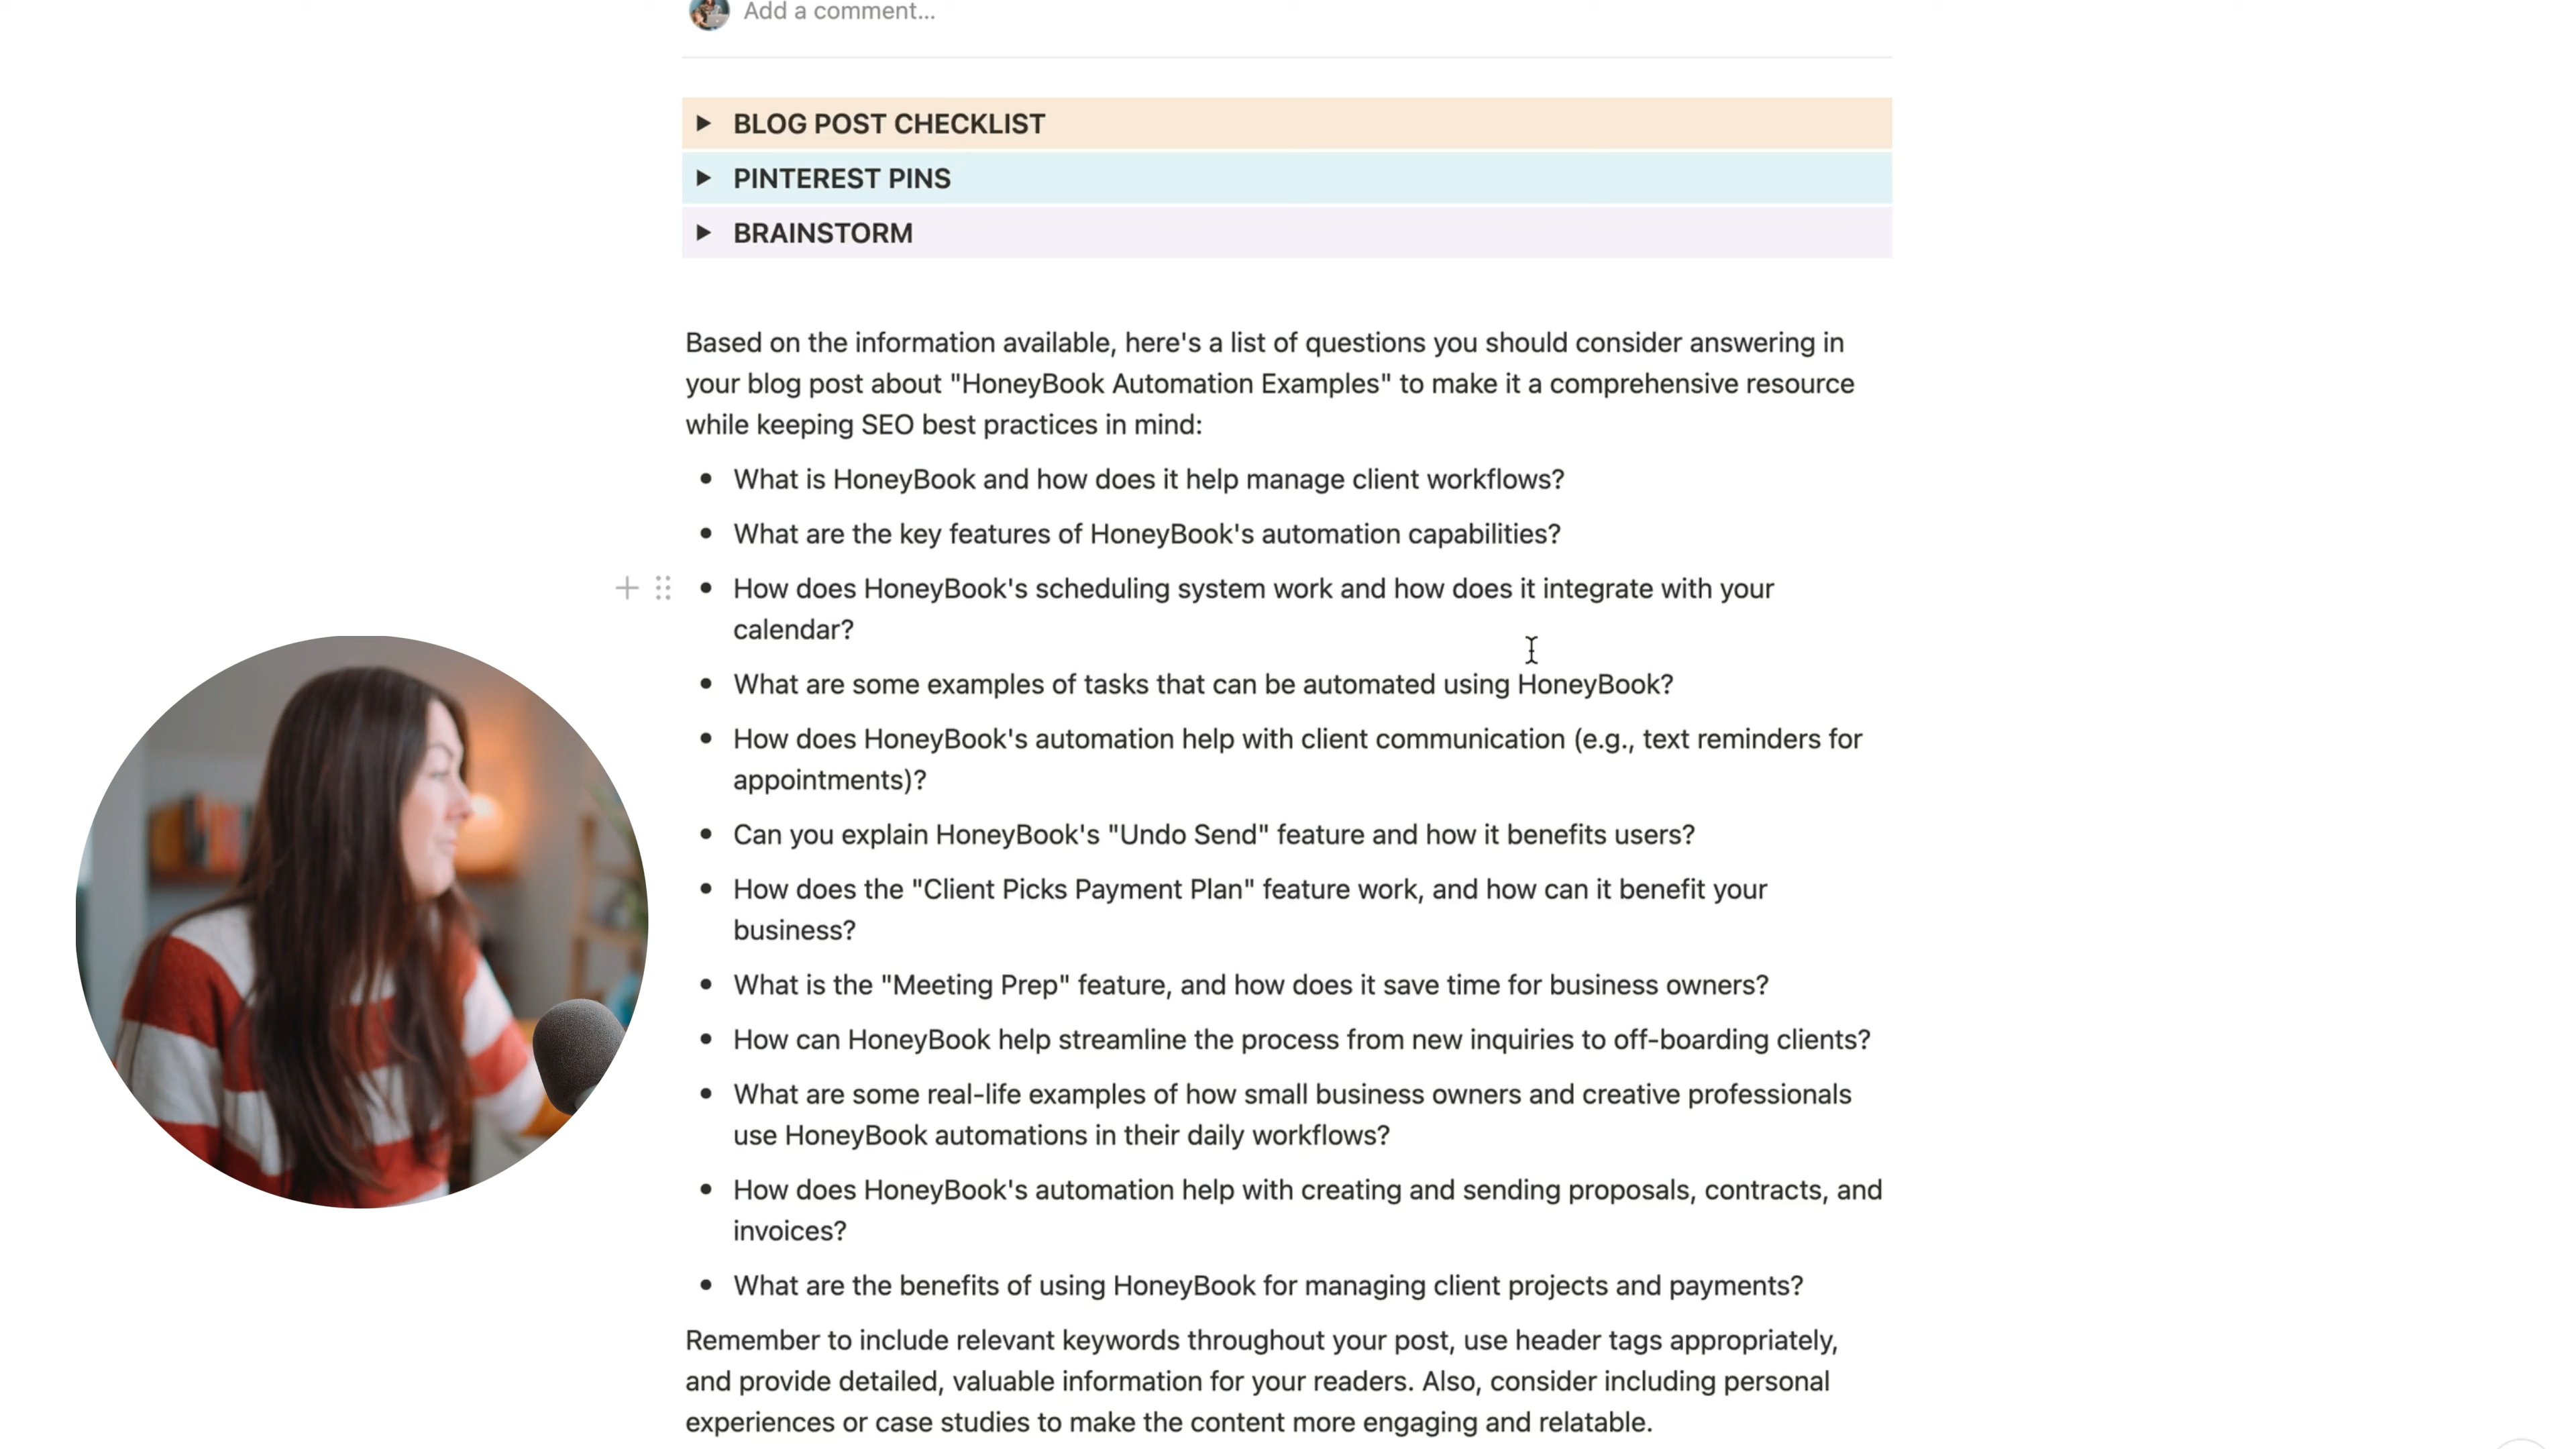 Add a comment...
BLOG POST CHECKLIST
PINTEREST PINS
BRAINSTORM
Based on the information available, here's a list of questions you should consider answering in
your blog post about "HoneyBook Automation Examples" to make it a comprehensive resource
while keeping SEO best practices in mind:
• What is HoneyBook and how does it help manage client workflows?
• What are the key features of HoneyBook's automation capabilities?
• How does HoneyBook's scheduling system work and how does it integrate with your
calendar?
• What are some examples of tasks that can be automated using HoneyBook?
• How does HoneyBook's automation help with client communication (e.g., text reminders for
appointments)?
• Can you explain HoneyBook's "Undo Send" feature and how it benefits users?
• How does the "Client Picks Payment Plan" feature work, and how can it benefit your
business?
• What is the "Meeting Prep" feature, and how does it save time for business owners?
• How can HoneyBook help streamline the process from new inquiries to off-boarding clients?
• What are some real-life examples of how small business owners and creative professionals
use HoneyBook automations in their daily workflows?
• How does HoneyBook's automation help with creating and sending proposals, contracts, and
invoices?
• What are the benefits of using HoneyBook for managing client projects and payments?
Remember to include relevant keywords throughout your post, use header tags appropriately,
and provide detailed, valuable information for your readers. Also, consider including personal
experiences or case studies to make the content more engaging and relatable.